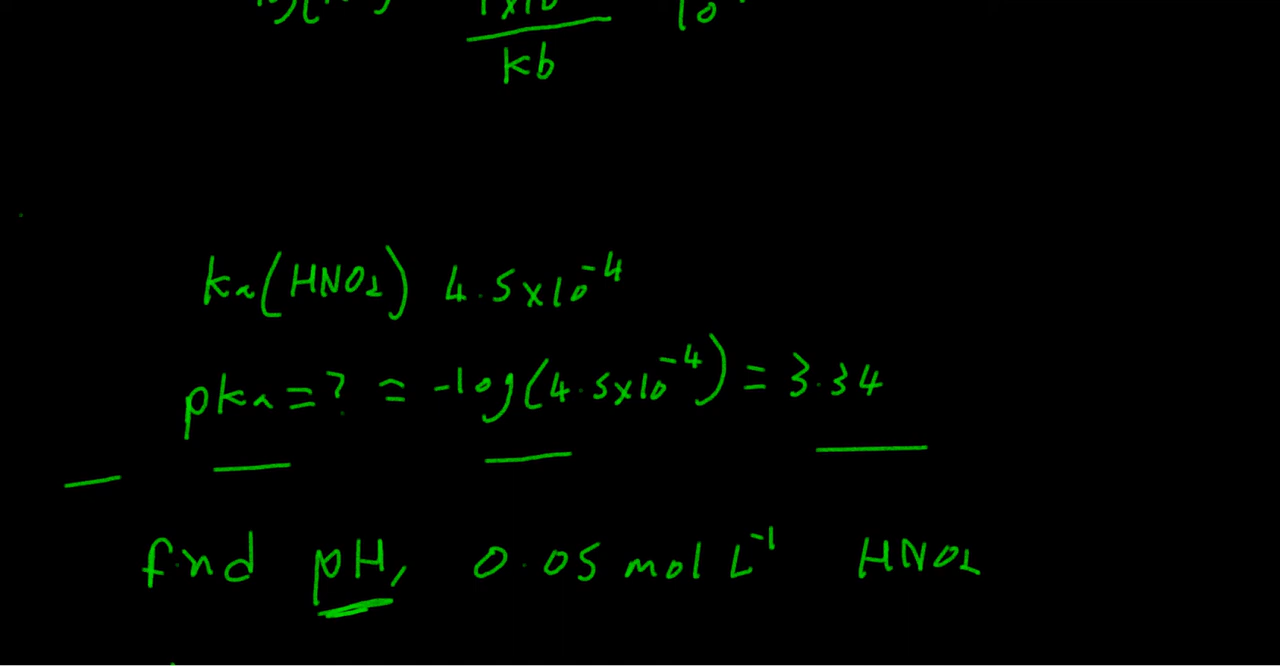 kb
ka(HNO2) 4.5x10^-4
pka=? = -log(4.5x10^-4) = 3.34
find pH, 0.05 mol L^-1 HNO2